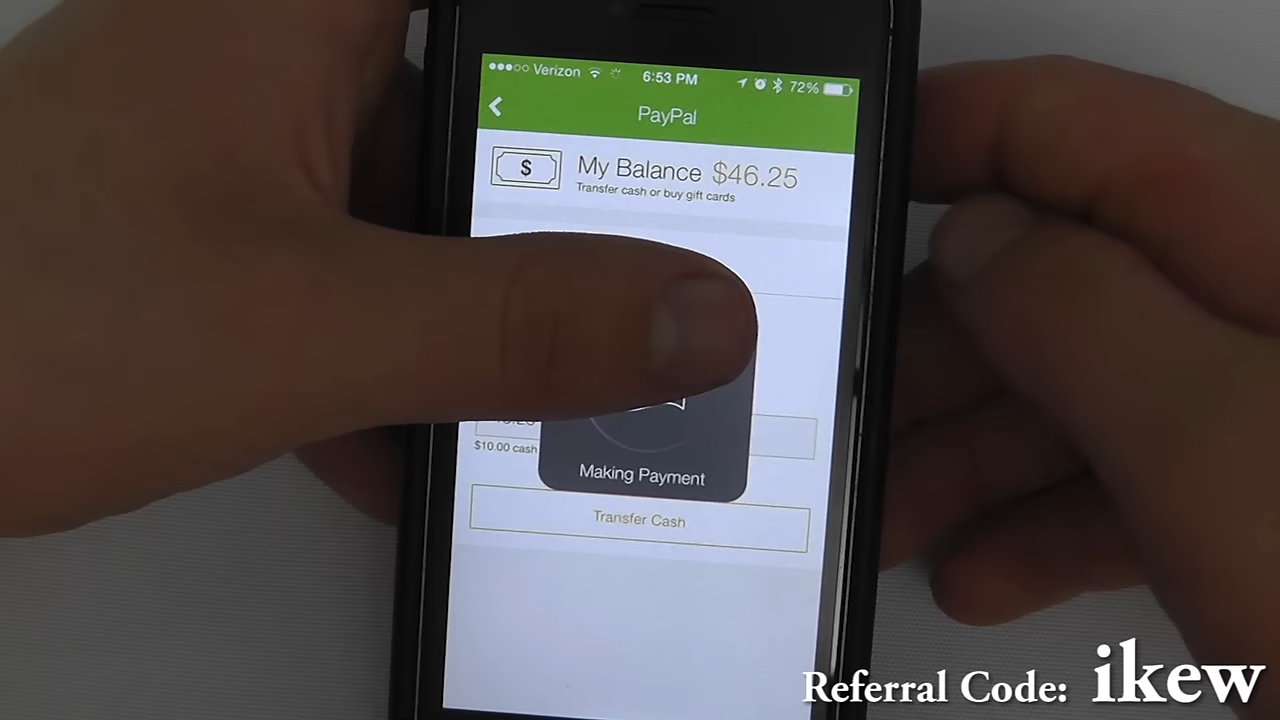 Verizon 6:53 PM 72%
PayPal
$ My Balance $46.25
Transfer cash or buy gift cards
$10.00 cash
Making Payment
Transfer Cash
Referral Code: ikew